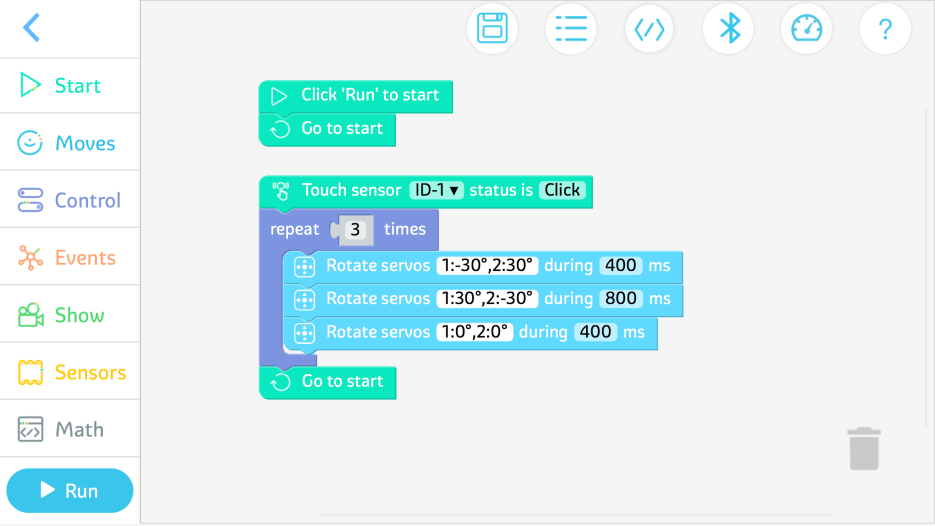 ?
Start
Moves
Control
Events
Show
Sensors
Math
Run
Click 'Run' to start
Go to start
Touch sensor ID-1 ▾ status is Click
repeat 3 times
Rotate servos 1:-30°,2:30° during 400 ms
Rotate servos 1:30°,2:-30° during 800 ms
Rotate servos 1:0°,2:0° during 400 ms
Go to start